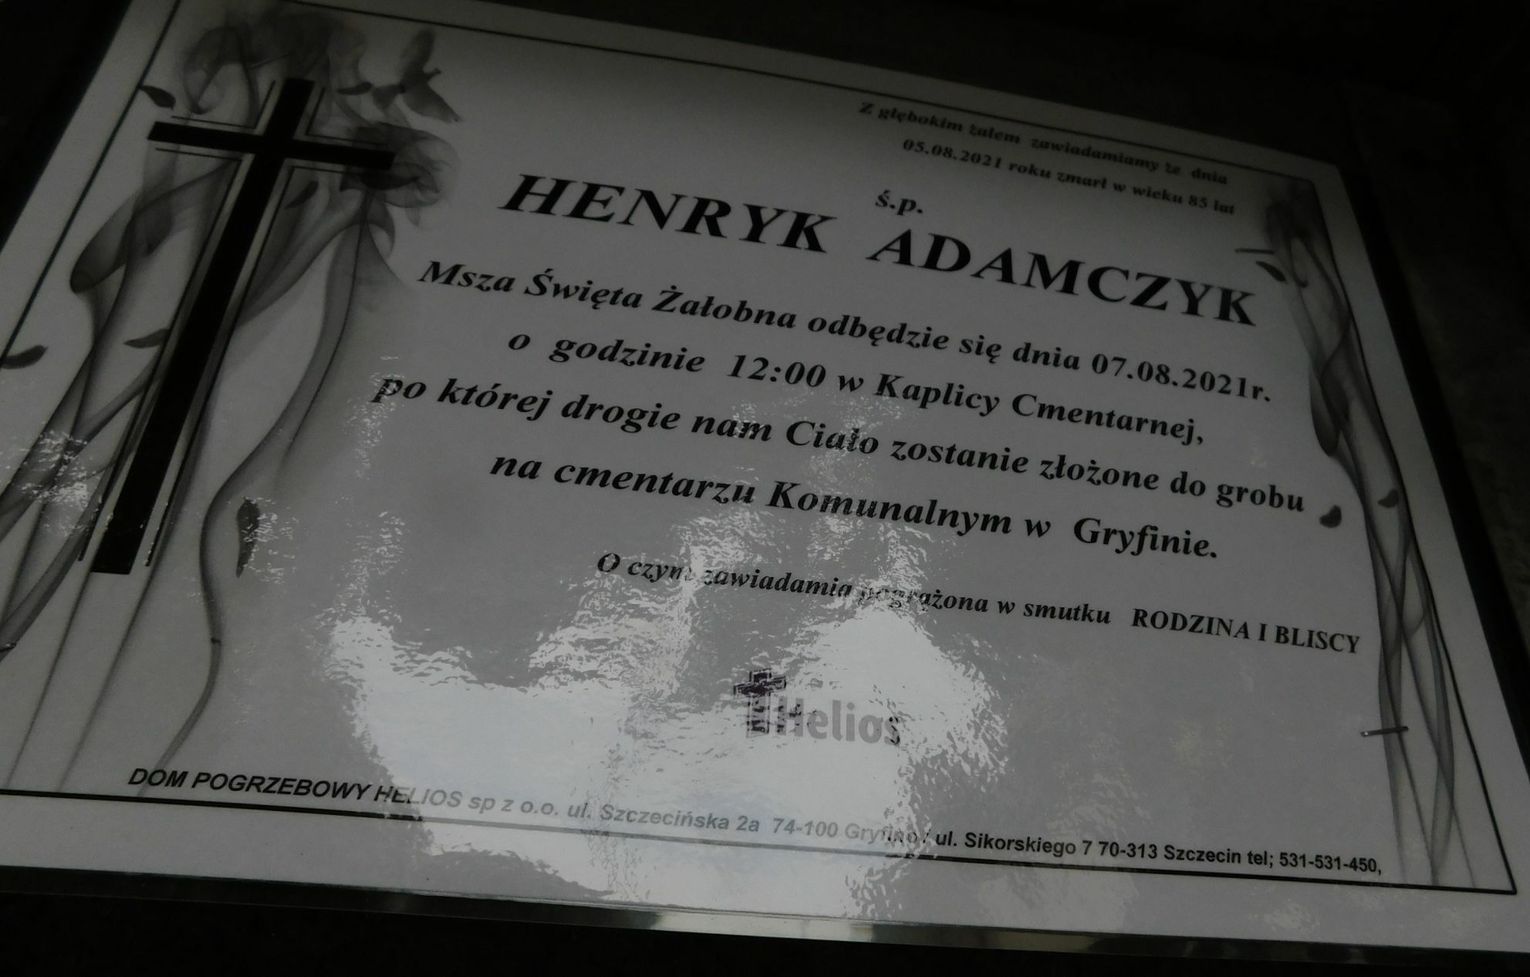 Z głębokim żalem zawiadamiamy że dnia
05.08.2021 roku zmarł w wieku 85 lat
ś.p.
HENRYK ADAMCZYK
Msza Święta Żałobna odbędzie się dnia 07.08.2021r.
o godzinie 12:00 w Kaplicy Cmentarnej,
po której drogie nam Ciało zostanie złożone do grobu
na cmentarzu Komunalnym w Gryfinie.
O czym zawiadamia pogrążona w smutku RODZINA I BLISCY
Helios
DOM POGRZEBOWY HELIOS sp z o.o. ul. Szczecińska 2a 74-100 Gryfino / ul. Sikorskiego 7 70-313 Szczecin tel; 531-531-450,